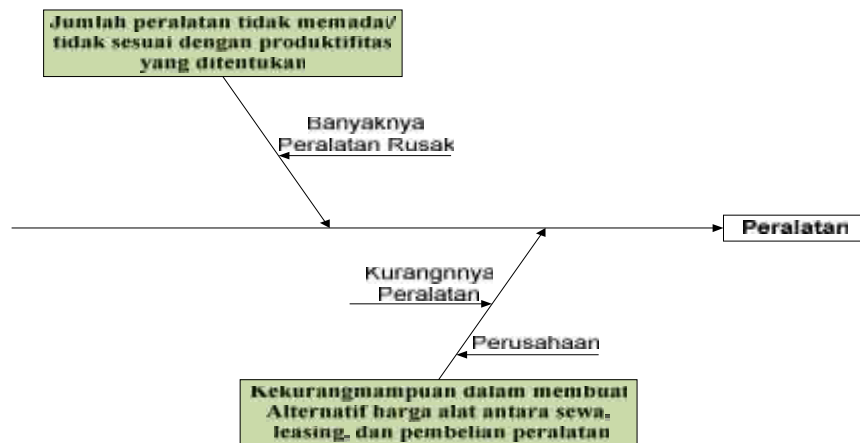 Jumlah peralatan tidak memadai/
tidak sesuai dengan produktifitas
yang ditentukan
Banyaknya
Peralatan Rusak
Peralatan
Kurangnnya
Peralatan
Perusahaan
Kekurangmampuan dalam membuat
Alternatif harga alat antara sewa,
leasing, dan pembelian peralatan